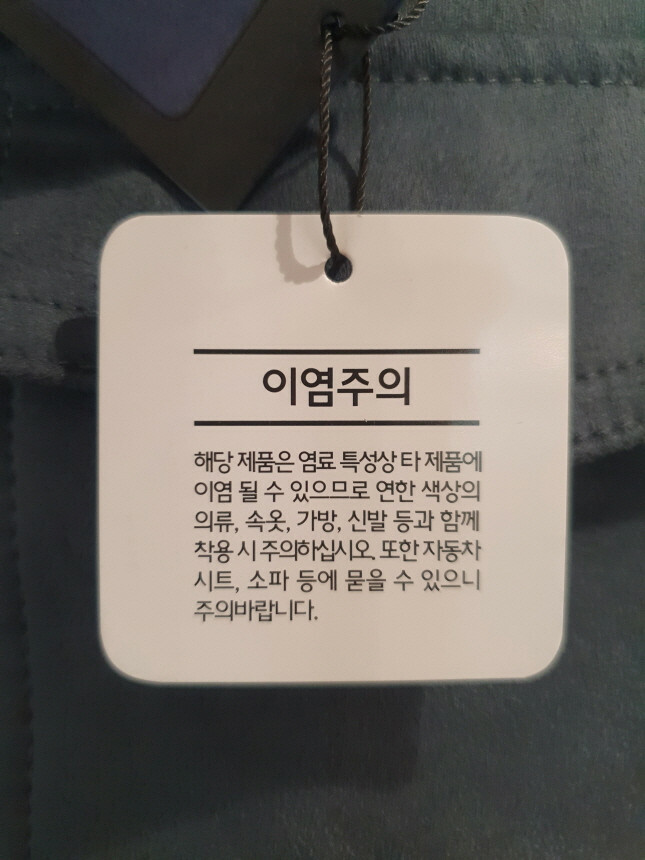 이염주의
해당 제품은 염료 특성상 타 제품에
이염 될 수 있으므로 연한 색상의
의류, 속옷, 가방, 신발 등과 함께
착용 시 주의하십시오. 또한 자동차
시트, 소파 등에 묻을 수 있으니
주의바랍니다.